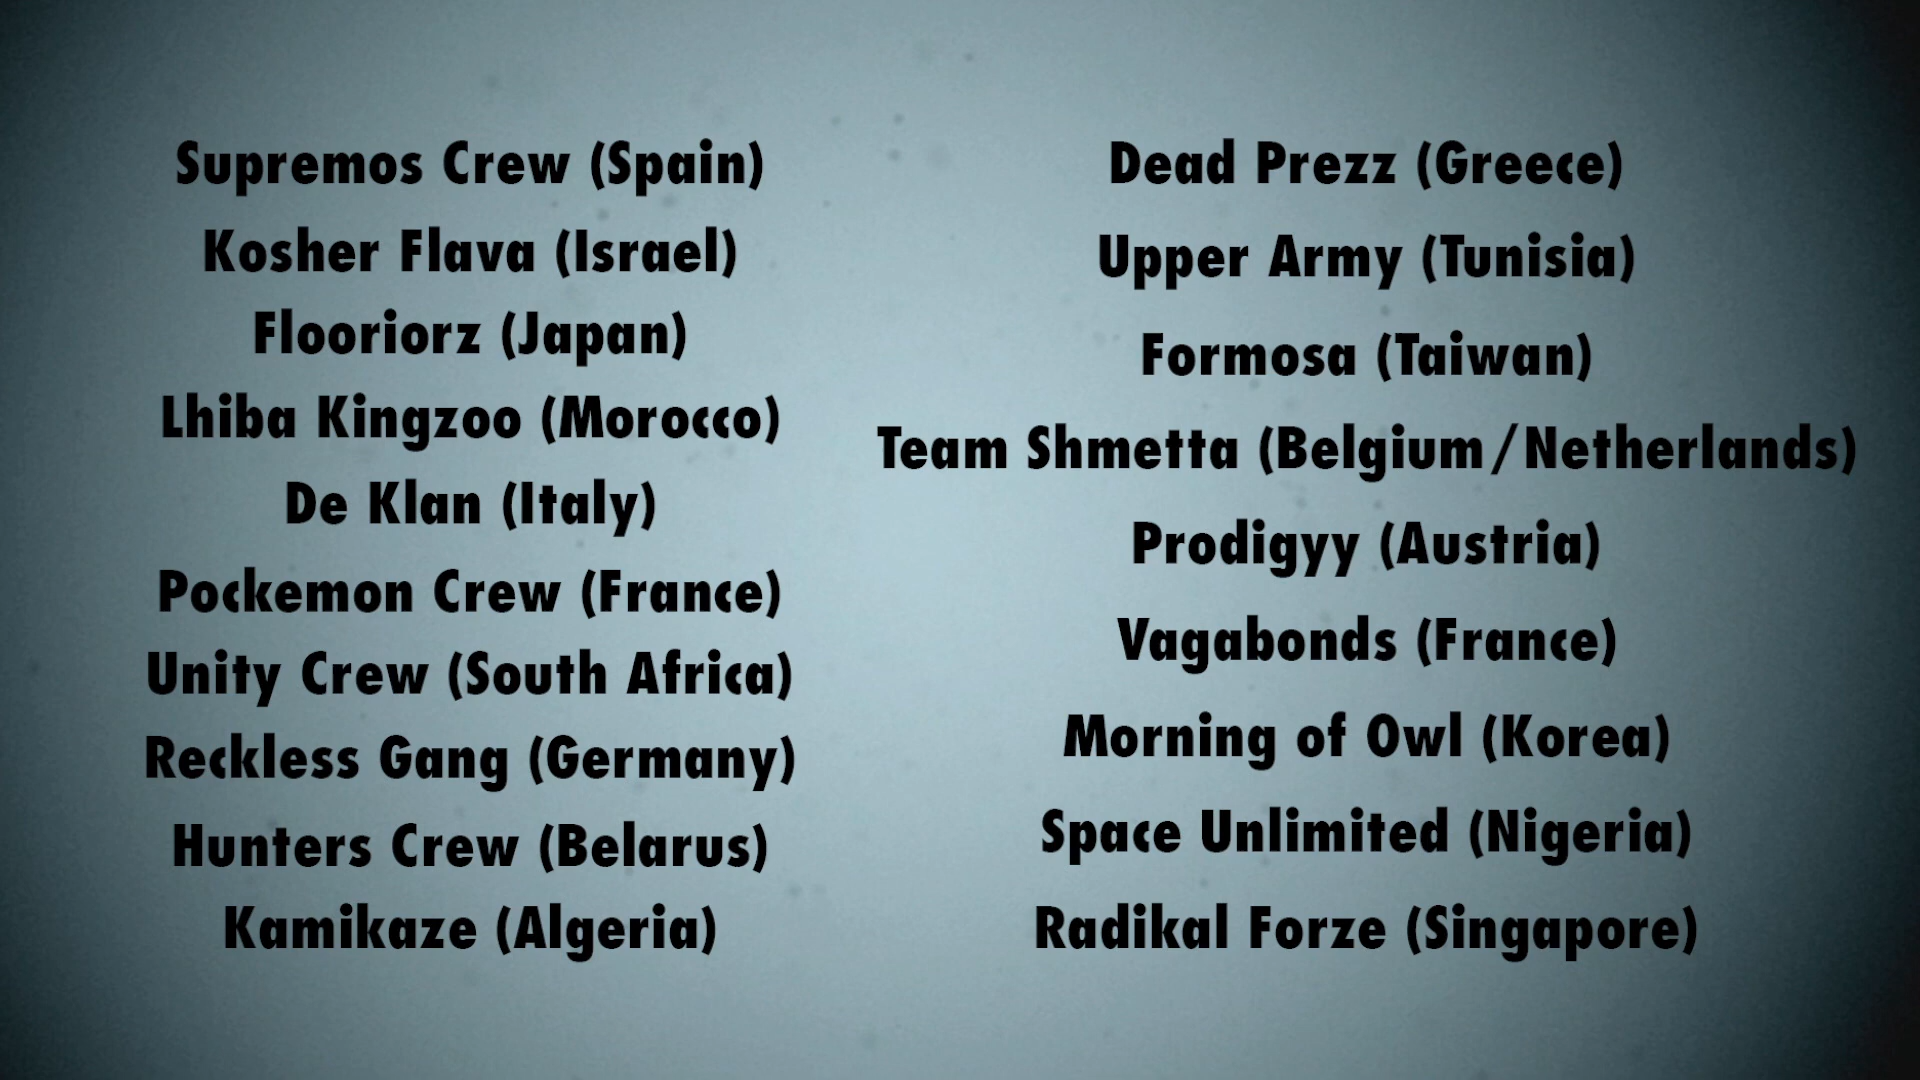 Supremos Crew (Spain)
Kosher Flava (Israel)
Flooriorz (Japan)
Lhiba Kingzoo (Morocco)
De Klan (Italy)
Pockemon Crew (France)
Unity Crew (South Africa)
Reckless Gang (Germany)
Hunters Crew (Belarus)
Kamikaze (Algeria)
Dead Prezz (Greece)
Upper Army (Tunisia)
Formosa (Taiwan)
Team Shmetta (Belgium/Netherlands)
Prodigyy (Austria)
Vagabonds (France)
Morning of Owl (Korea)
Space Unlimited (Nigeria)
Radikal Forze (Singapore)